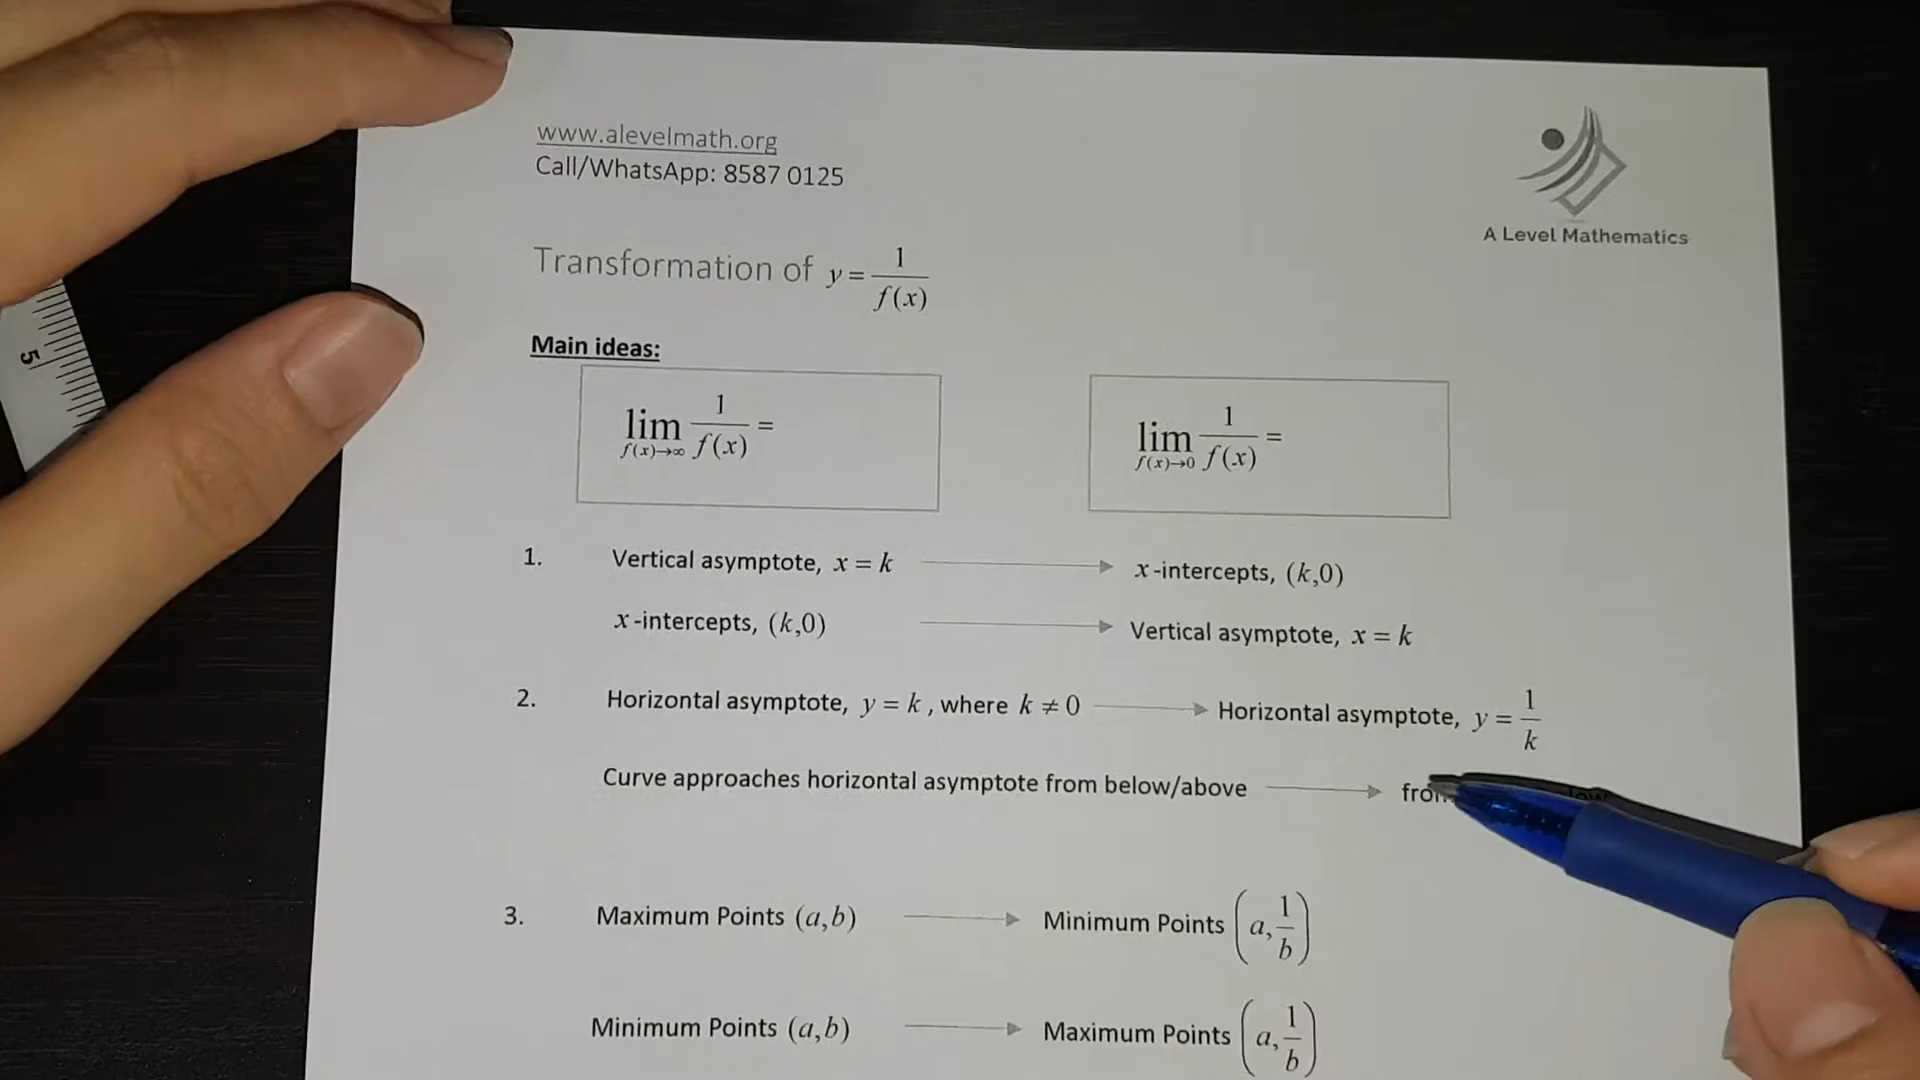 www.alevelmath.org
Call/WhatsApp: 8587 0125
A Level Mathematics
Transformation of y = 1/f(x)
Main ideas:
lim f(x)→∞ 1/f(x) =
lim f(x)→0 1/f(x) =
1. Vertical asymptote, x = k → x-intercepts, (k,0)
x-intercepts, (k,0) → Vertical asymptote, x = k
2. Horizontal asymptote, y = k, where k ≠ 0 → Horizontal asymptote, y = 1/k
Curve approaches horizontal asymptote from below/above →
3. Maximum Points (a,b) → Minimum Points (a, 1/b)
Minimum Points (a,b) → Maximum Points (a, 1/b)
5